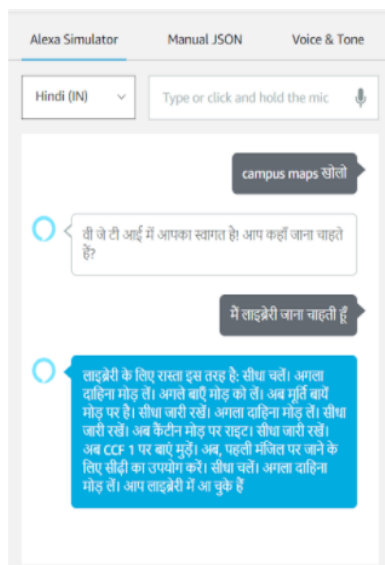 Alexa Simulator Manual JSON Voice & Tone
Hindi (IN) Type or click and hold the mic
campus maps खोलो
वी जे टी आई में आपका स्वागत है! आप कहाँ जाना चाहते
हैं?
में लाइब्रेरी जाना चाहती हूँ
लाइब्रेरी के लिए रास्ता इस तरह है: सीधा चलें। अगला
दाहिना मोड़ लें। अगले बाएँ मोड़ को लें। अब मूर्ति बायें
मोड़ पर है। सीधा जारी रखें। अगला दाहिना मोड़ लें। सीधा
जारी रखें। अब कैंटीन मोड़ पर राइट। सीधा जारी रखें।
अब CCF 1 पर बाएं मुड़ें। अब, पहली मंजिल पर जाने के
लिए सीढ़ी का उपयोग करें। सीधा चलें। अगला दाहिना
मोड़ लें। आप लाइब्रेरी में आ चुके हैं